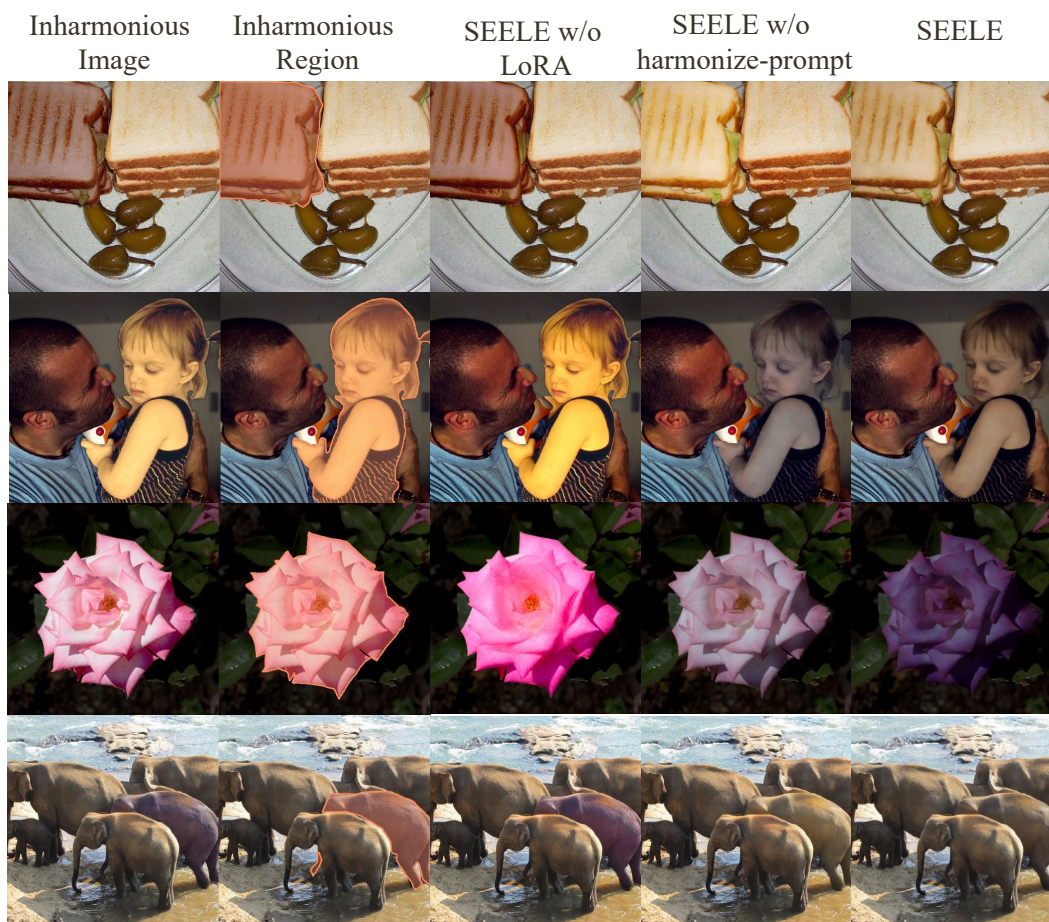 Inharmonious
Image
Inharmonious
Region
SEELE w/o
LoRA
SEELE w/o
harmonize-prompt
SEELE